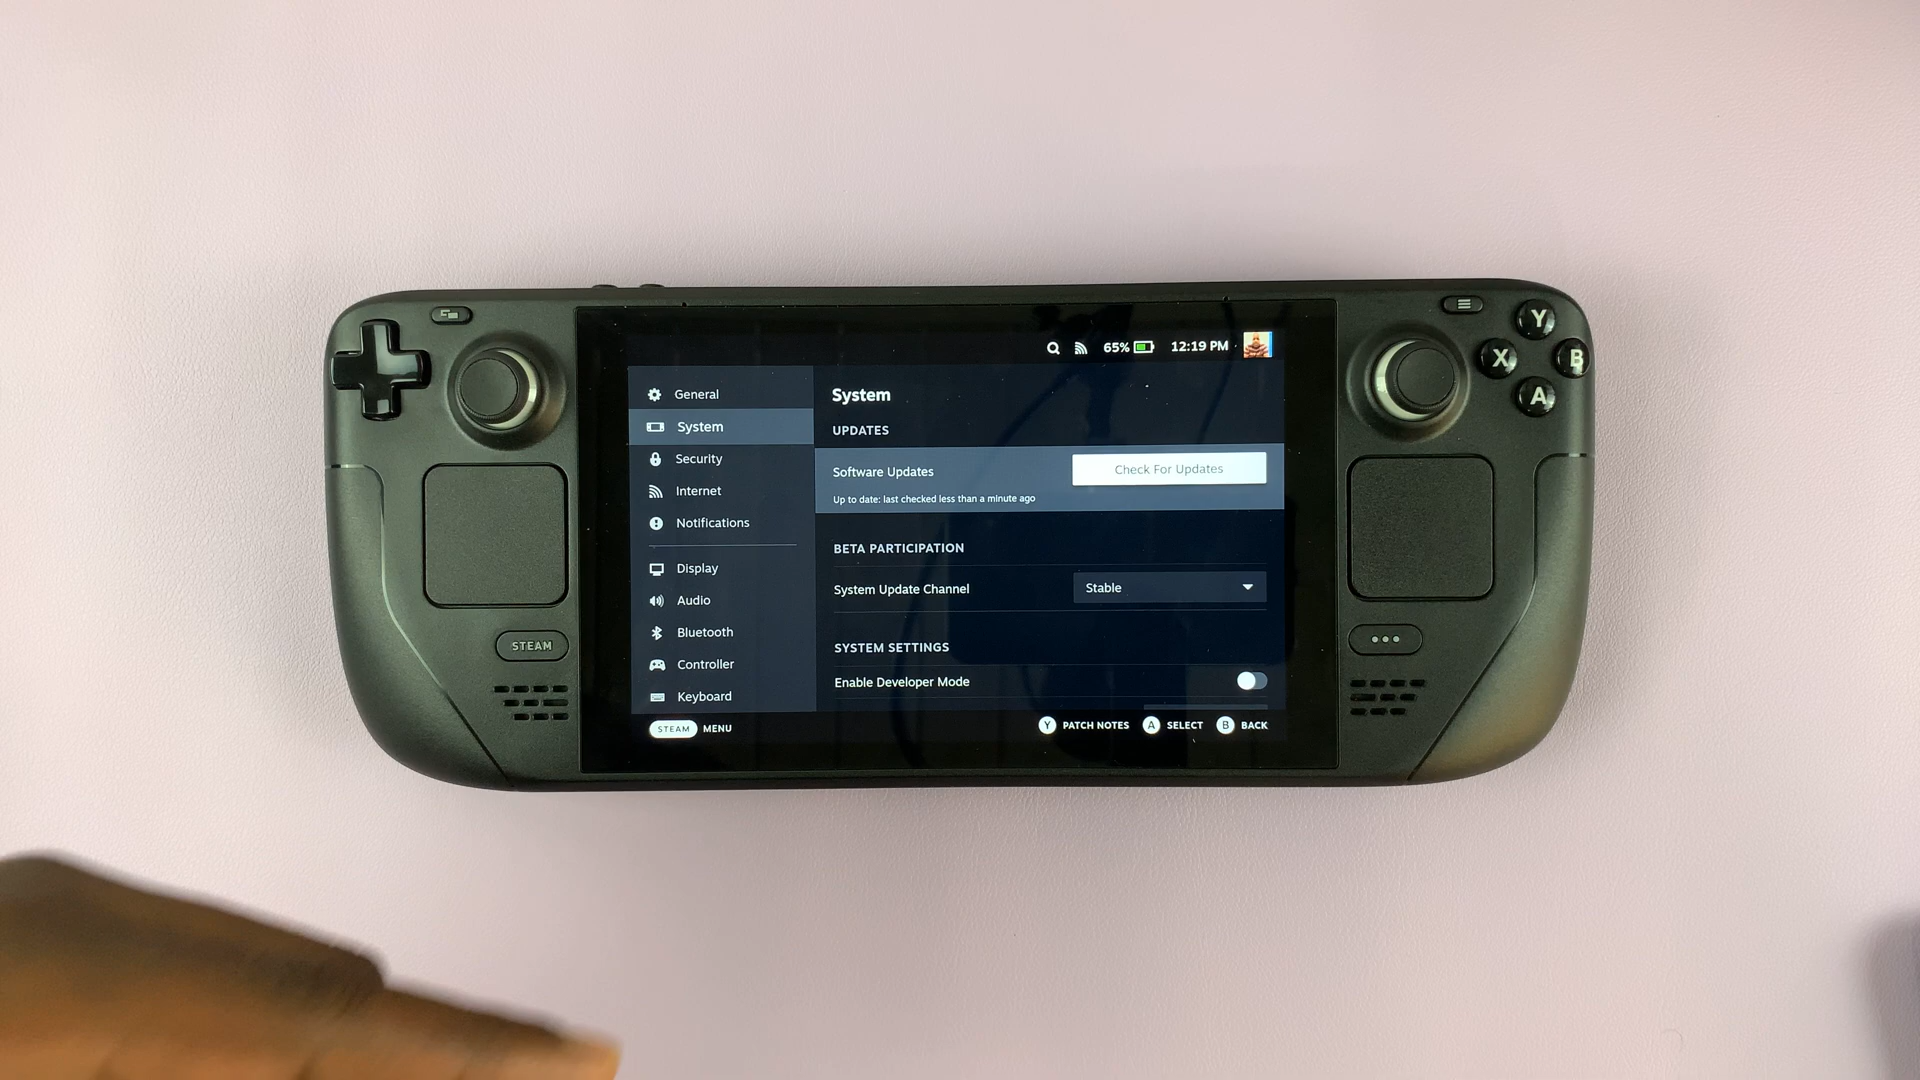 65% 12:19 PM
General
System
Security
Internet
Notifications
Display
Audio
Bluetooth
Controller
Keyboard
System
UPDATES
Software Updates Check For Updates
Up to date: last checked less than a minute ago
BETA PARTICIPATION
System Update Channel Stable
SYSTEM SETTINGS
Enable Developer Mode
STEAM MENU Y PATCH NOTES A SELECT B BACK
STEAM
Y
X B
A